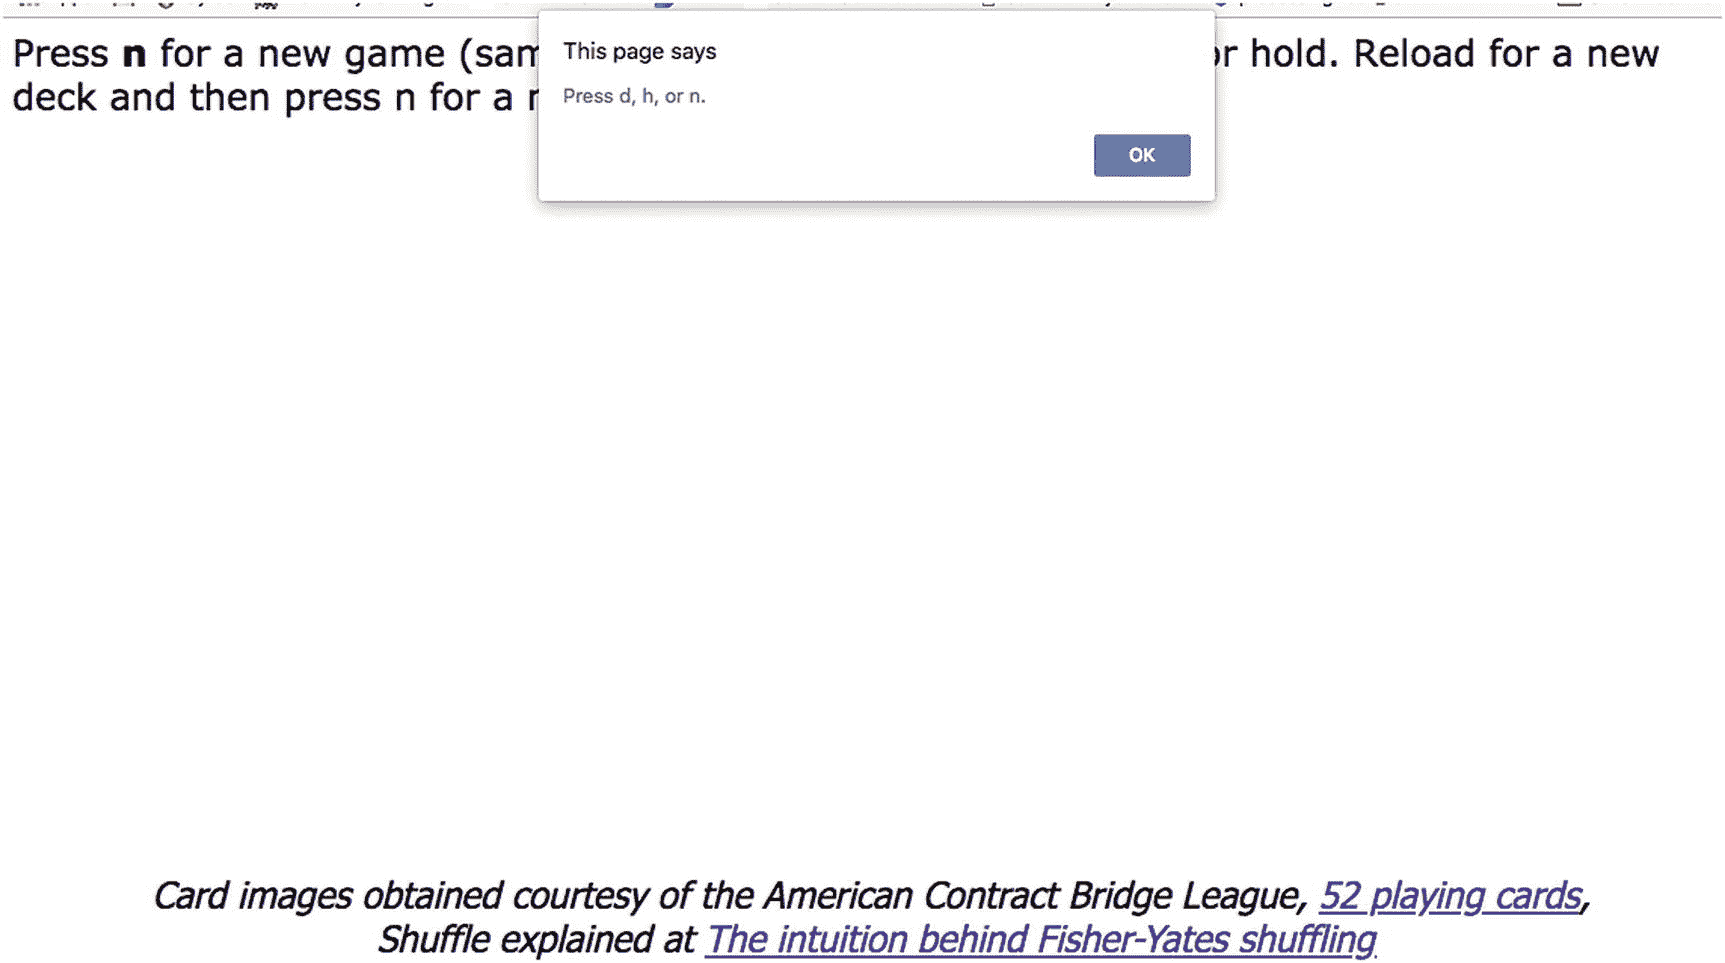 Press n for a new game (sam
This page says
Press d, h, or n.
OK
or hold. Reload for a new
deck and then press n for a
Card images obtained courtesy of the American Contract Bridge League, 52 playing cards,
Shuffle explained at The intuition behind Fisher-Yates shuffling